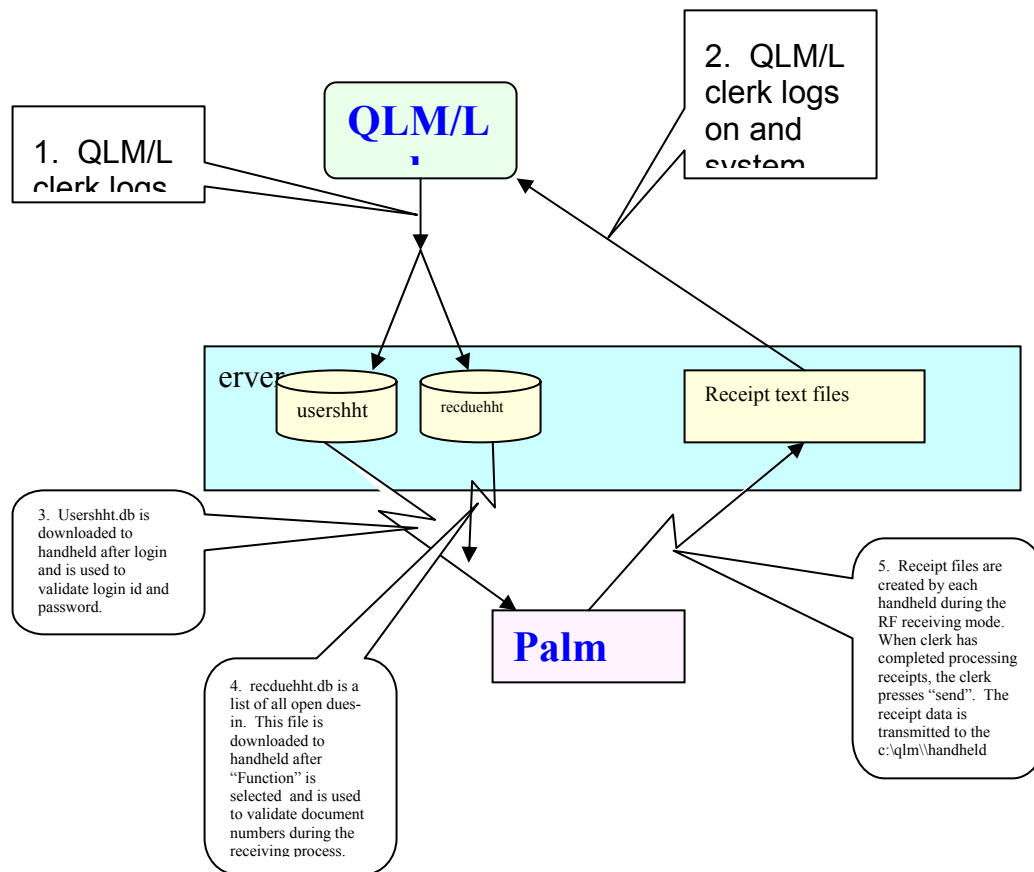 2. QLM/L
clerk logs
on and
system
QLM/L
1. QLM/L
clerk logs
erver
usershht
recduehht
Receipt text files
3. Usershht.db is
downloaded to
handheld after login
and is used to
validate login id and
password.
Palm
4. recduehht.db is a
list of all open dues-
in. This file is
downloaded to
handheld after
“Function” is
selected and is used
to validate document
numbers during the
receiving process.
5. Receipt files are
created by each
handheld during the
RF receiving mode.
When clerk has
completed processing
receipts, the clerk
presses “send”. The
receipt data is
transmitted to the
c:\qlm\\handheld